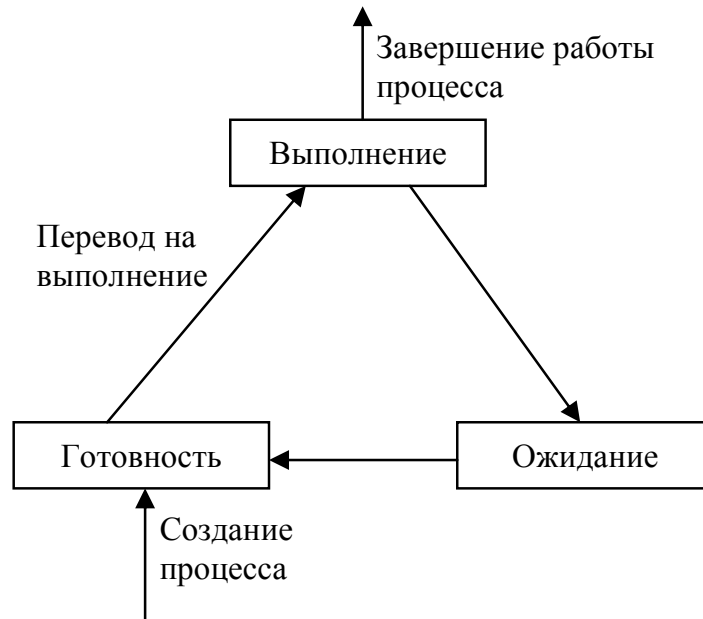 Завершение работы
процесса
Выполнение
Перевод на
выполнение
Готовность
Ожидание
Создание
процесса